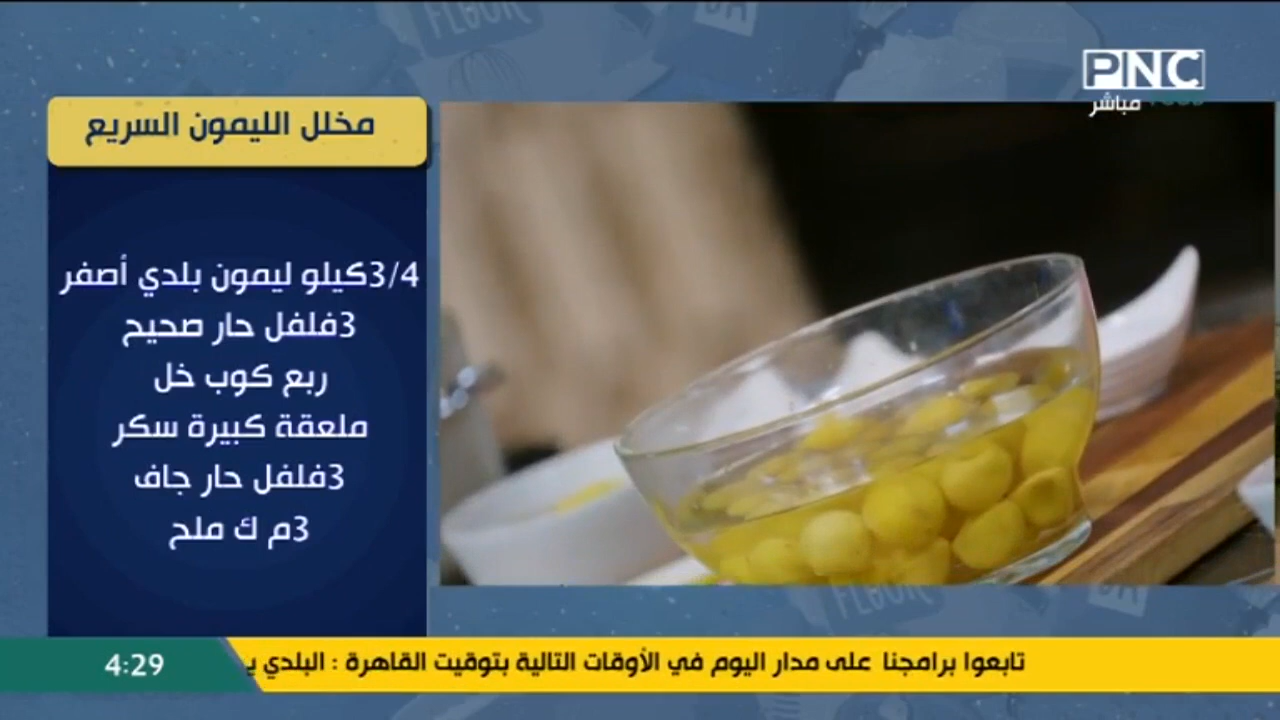 PNC
مباشر
مخلل الليمون السريع
3/4كيلو ليمون بلدي أصفر
3فلفل حار صحيح
ربع كوب خل
ملعقة كبيرة سكر
3فلفل حار جاف
3م ك ملح
تابعوا برامجنا على مدار اليوم في الأوقات التالية بتوقيت القاهرة : البلدي
4:29
FLOUR